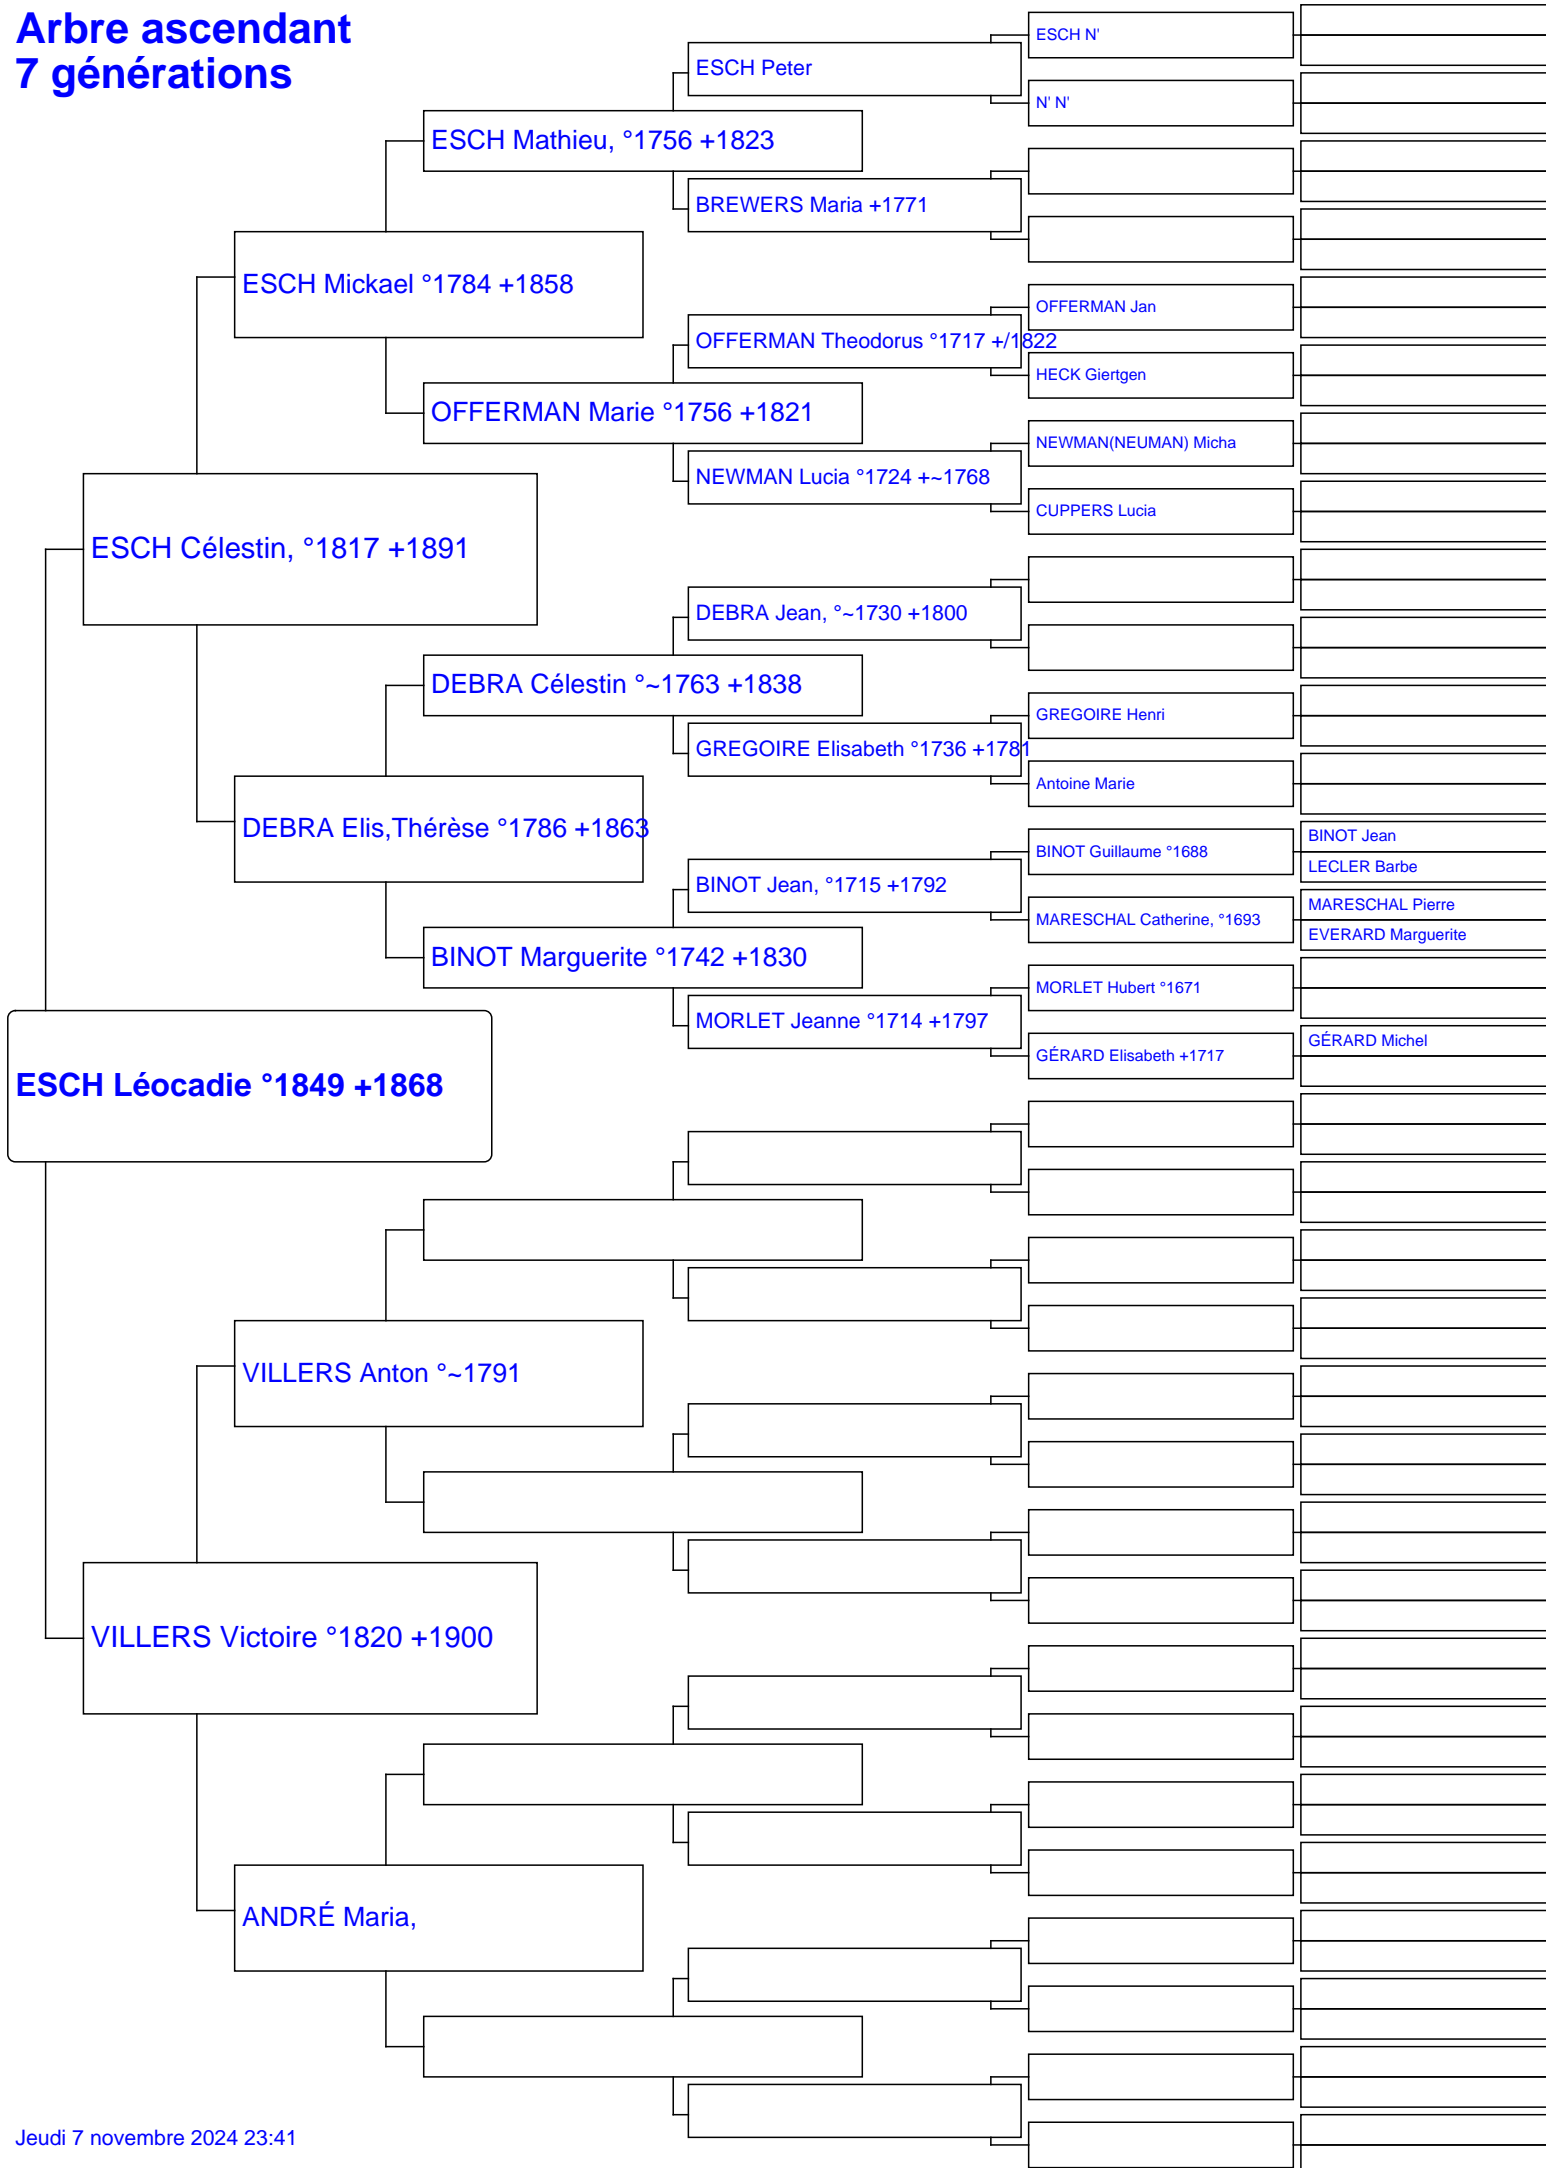 Arbre ascendant
7 générations
ESCH N'
ESCH Peter
N' N'
ESCH Mathieu, °1756 +1823
BREWERS Maria +1771
ESCH Mickael °1784 +1858
OFFERMAN Jan
OFFERMAN Theodorus °1717 +/1822
HECK Giertgen
OFFERMAN Marie °1756 +1821
NEWMAN(NEUMAN) Micha
NEWMAN Lucia °1724 +~1768
CUPPERS Lucia
ESCH Célestin, °1817 +1891
DEBRA Jean, °~1730 +1800
DEBRA Célestin °~1763 +1838
GREGOIRE Henri
GREGOIRE Elisabeth °1736 +1781
Antoine Marie
DEBRA Elis,Thérèse °1786 +1863
BINOT Jean
BINOT Guillaume °1688
LECLER Barbe
BINOT Jean, °1715 +1792
MARESCHAL Pierre
MARESCHAL Catherine, °1693
EVERARD Marguerite
BINOT Marguerite °1742 +1830
MORLET Hubert °1671
MORLET Jeanne °1714 +1797
GÉRARD Michel
GÉRARD Elisabeth +1717
ESCH Léocadie °1849 +1868
VILLERS Anton °~1791
VILLERS Victoire °1820 +1900
ANDRÉ Maria,
Jeudi 7 novembre 2024 23:41